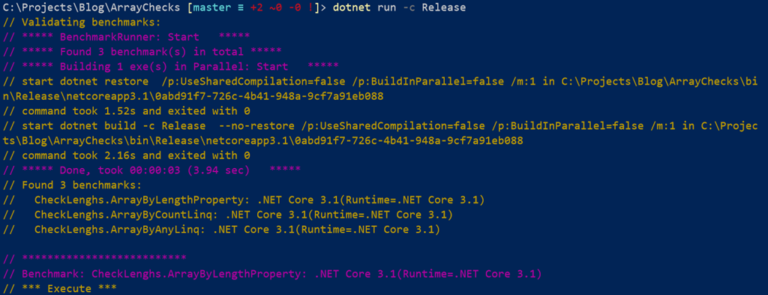 C:\Projects\Blog\ArrayChecks [master ≡ +2 ~0 -0 !]> dotnet run -c Release
// Validating benchmarks:
// ***** BenchmarkRunner: Start   *****
// ***** Found 3 benchmark(s) in total *****
// ***** Building 1 exe(s) in Parallel: Start   *****
// start dotnet restore  /p:UseSharedCompilation=false /p:BuildInParallel=false /m:1 in C:\Projects\Blog\ArrayChecks\bi
n\Release\netcoreapp3.1\0abd91f7-726c-4b41-948a-9cf7a91eb088
// command took 1.52s and exited with 0
// start dotnet build -c Release  --no-restore /p:UseSharedCompilation=false /p:BuildInParallel=false /m:1 in C:\Projec
ts\Blog\ArrayChecks\bin\Release\netcoreapp3.1\0abd91f7-726c-4b41-948a-9cf7a91eb088
// command took 2.16s and exited with 0
// ***** Done, took 00:00:03 (3.94 sec)   *****
// Found 3 benchmarks:
//   CheckLenghs.ArrayByLengthProperty: .NET Core 3.1(Runtime=.NET Core 3.1)
//   CheckLenghs.ArrayByCountLinq: .NET Core 3.1(Runtime=.NET Core 3.1)
//   CheckLenghs.ArrayByAnyLinq: .NET Core 3.1(Runtime=.NET Core 3.1)
// **************************
// Benchmark: CheckLenghs.ArrayByLengthProperty: .NET Core 3.1(Runtime=.NET Core 3.1)
// *** Execute ***